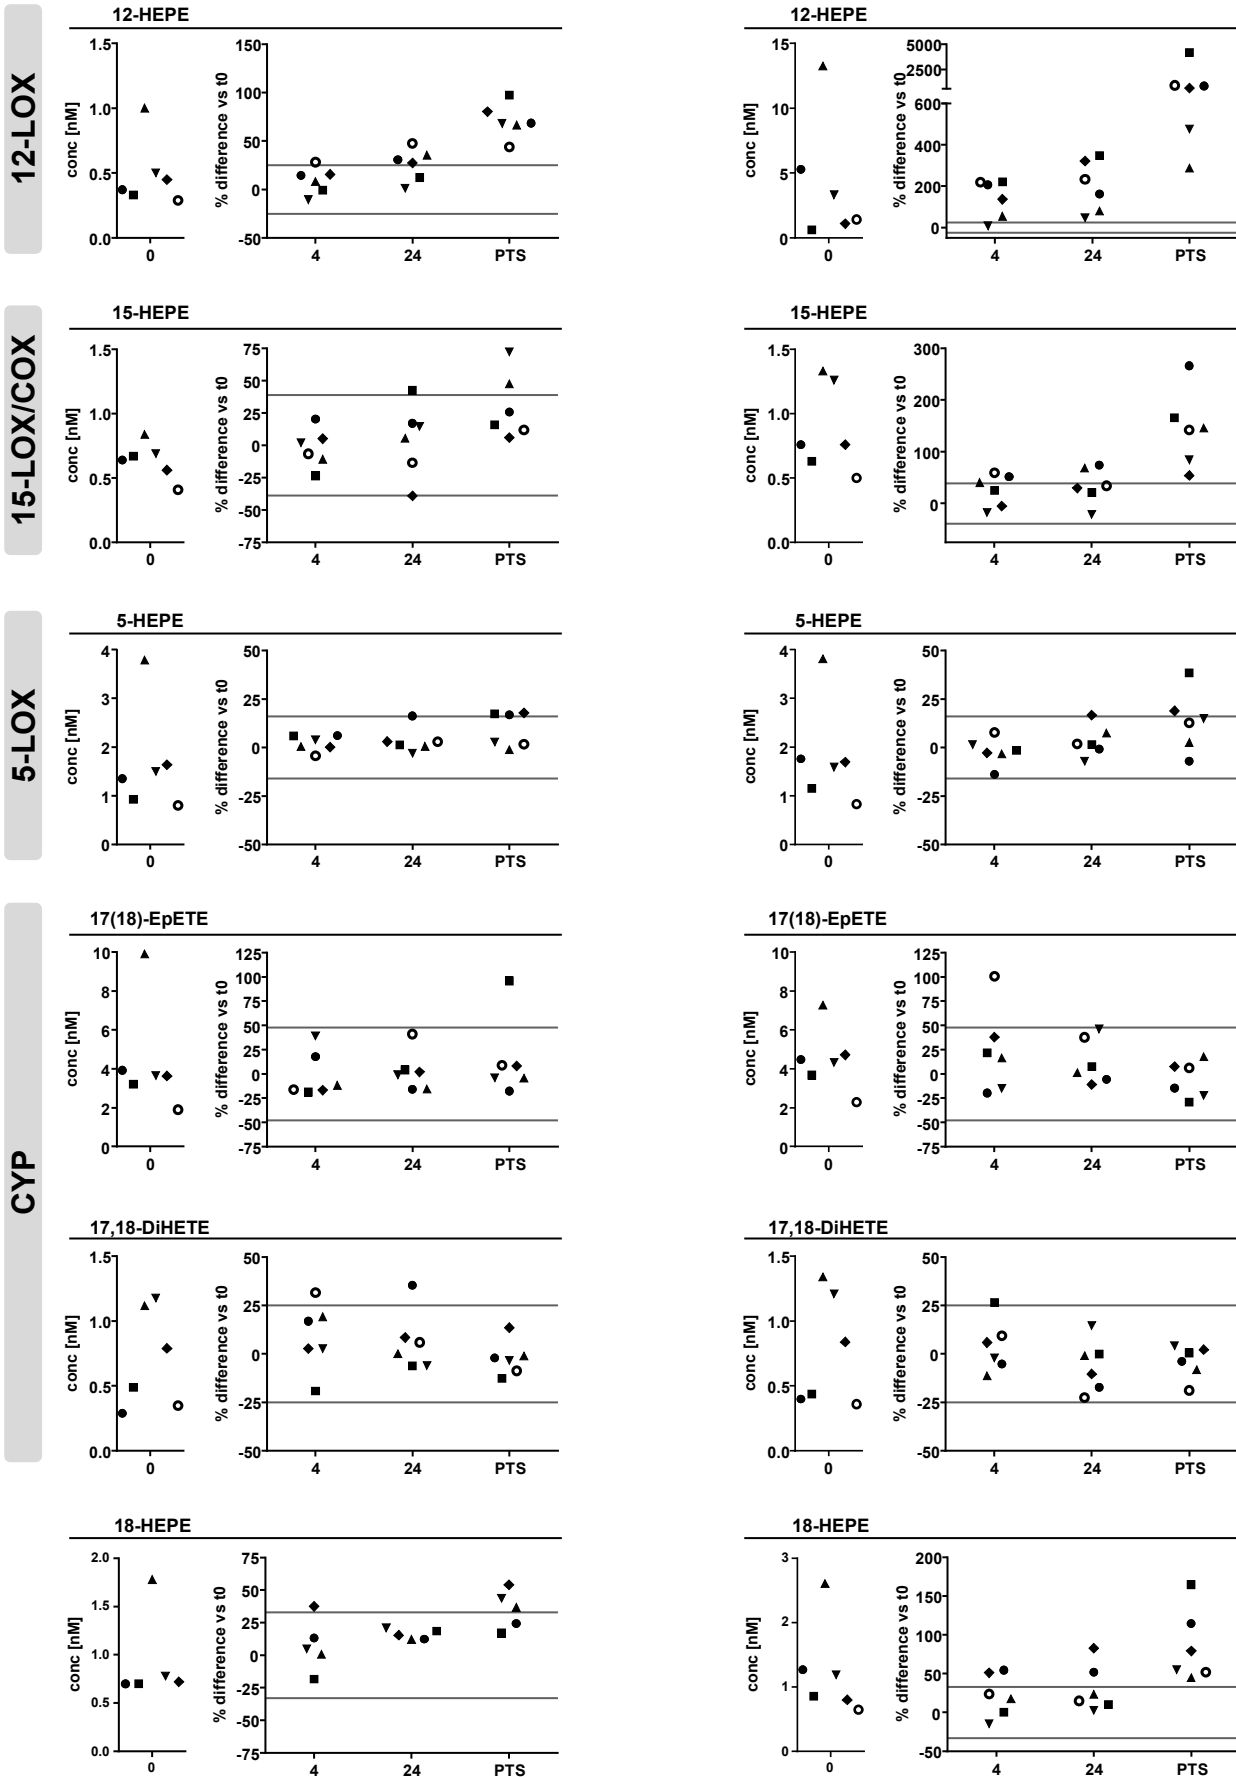 12-LOX
12-HEPE
conc [nM]
1.5
1.0
0.5
0.0
0
% difference vs t0
150
100
50
0
-50
4 24 PTS
12-HEPE
conc [nM]
15
10
5
0
0
% difference vs t0
5000
2500
600
400
200
0
4 24 PTS
15-LOX/COX
15-HEPE
conc [nM]
1.5
1.0
0.5
0.0
0
% difference vs t0
75
50
25
0
-25
-50
-75
4 24 PTS
15-HEPE
conc [nM]
1.5
1.0
0.5
0.0
0
% difference vs t0
300
200
100
0
4 24 PTS
5-LOX
5-HEPE
conc [nM]
4
3
2
1
0
0
% difference vs t0
50
25
0
-25
-50
4 24 PTS
5-HEPE
conc [nM]
4
3
2
1
0
0
% difference vs t0
50
25
0
-25
-50
4 24 PTS
CYP
17(18)-EpETE
conc [nM]
10
8
6
4
2
0
0
% difference vs t0
125
100
75
50
25
0
-25
-50
-75
4 24 PTS
17(18)-EpETE
conc [nM]
10
8
6
4
2
0
0
% difference vs t0
125
100
75
50
25
0
-25
-50
-75
4 24 PTS
17,18-DiHETE
conc [nM]
1.5
1.0
0.5
0.0
0
% difference vs t0
50
25
0
-25
-50
4 24 PTS
17,18-DiHETE
conc [nM]
1.5
1.0
0.5
0.0
0
% difference vs t0
50
25
0
-25
-50
4 24 PTS
18-HEPE
conc [nM]
2.0
1.5
1.0
0.5
0.0
0
% difference vs t0
75
50
25
0
-25
-50
-75
4 24 PTS
18-HEPE
conc [nM]
3
2
1
0
0
% difference vs t0
200
150
100
50
0
-50
4 24 PTS